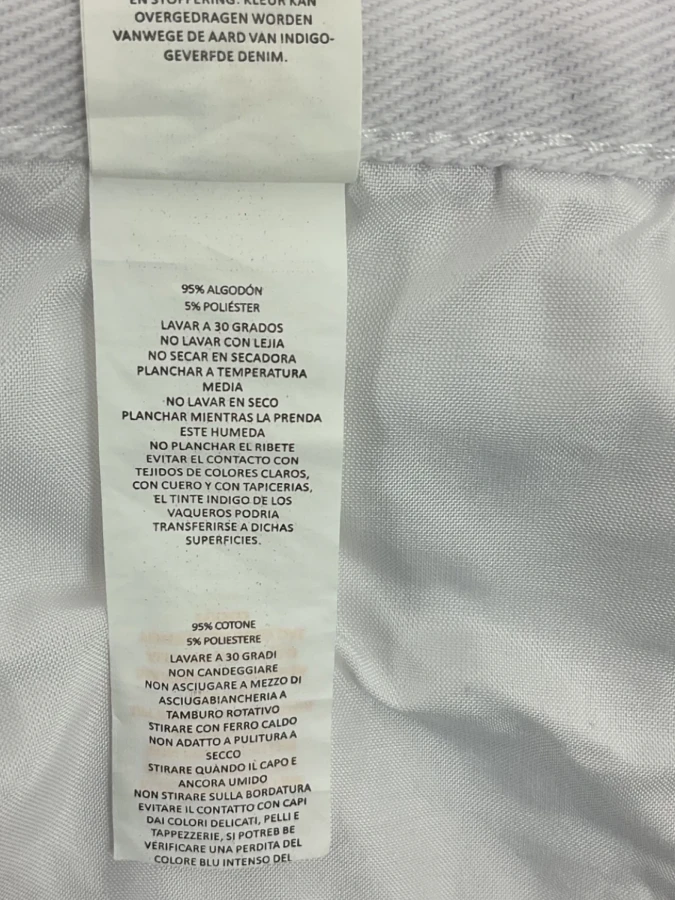 EN STOFFERING. KLEUR KAN
OVERGEDRAGEN WORDEN
VANWEGE DE AARD VAN INDIGO-
GEVERFDE DENIM.
95% ALGODÓN
5% POLIÉSTER
LAVAR A 30 GRADOS
NO LAVAR CON LEJIA
NO SECAR EN SECADORA
PLANCHAR A TEMPERATURA
MEDIA
NO LAVAR EN SECO
PLANCHAR MIENTRAS LA PRENDA
ESTE HUMEDA
NO PLANCHAR EL RIBETE
EVITAR EL CONTACTO CON
TEJIDOS DE COLORES CLAROS,
CON CUERO Y CON TAPICERIAS,
EL TINTE INDIGO DE LOS
VAQUEROS PODRIA
TRANSFERIRSE A DICHAS
SUPERFICIES.
95% COTONE
5% POLIESTERE
LAVARE A 30 GRADI
NON CANDEGGIARE
NON ASCIUGARE A MEZZO DI
ASCIUGABIANCHERIA A
TAMBURO ROTATIVO
STIRARE CON FERRO CALDO
NON ADATTO A PULITURA A
SECCO
STIRARE QUANDO IL CAPO E
ANCORA UMIDO
NON STIRARE SULLA BORDATURA
EVITARE IL CONTATTO CON CAPI
DAI COLORI DELICATI, PELLI E
TAPPEZZERIE, SI POTREB BE
VERIFICARE UNA PERDITA DEL
COLORE BLU INTENSO DEL